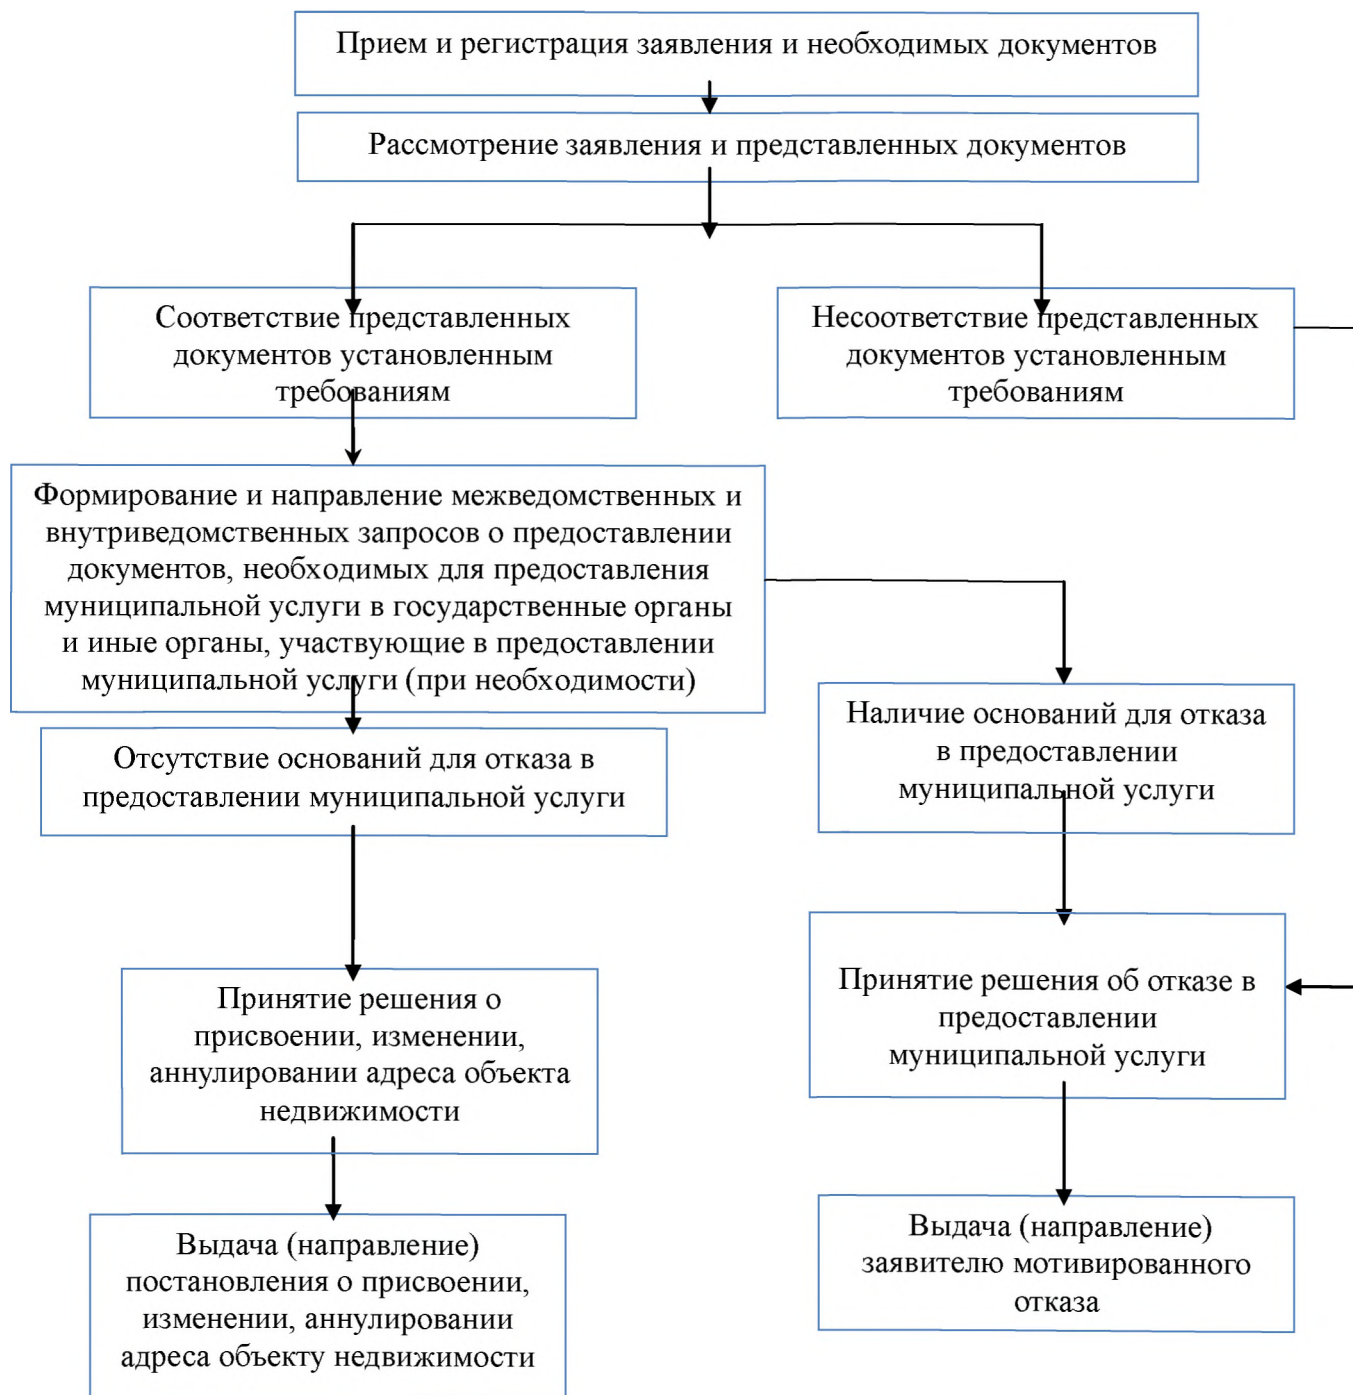 Прием и регистрация заявления и необходимых документов
Рассмотрение заявления и представленных документов
Соответствие представленных
документов установленным
требованиям
Несоответствие представленных
документов установленным
требованиям
Формирование и направление межведомственных и
внутриведомственных запросов о предоставлении
документов, необходимых для предоставления
муниципальной услуги в государственные органы
и иные органы, участвующие в предоставлении
муниципальной услуги (при необходимости)
Наличие оснований для отказа
в предоставлении
муниципальной услуги
Отсутствие оснований для отказа в
предоставлении муниципальной услуги
Принятие решения об отказе в
предоставлении
муниципальной услуги
Принятие решения о
присвоении, изменении,
аннулировании адреса объекта
недвижимости
Выдача (направление)
заявителю мотивированного
отказа
Выдача (направление)
постановления о присвоении,
изменении, аннулировании
адреса объекту недвижимости